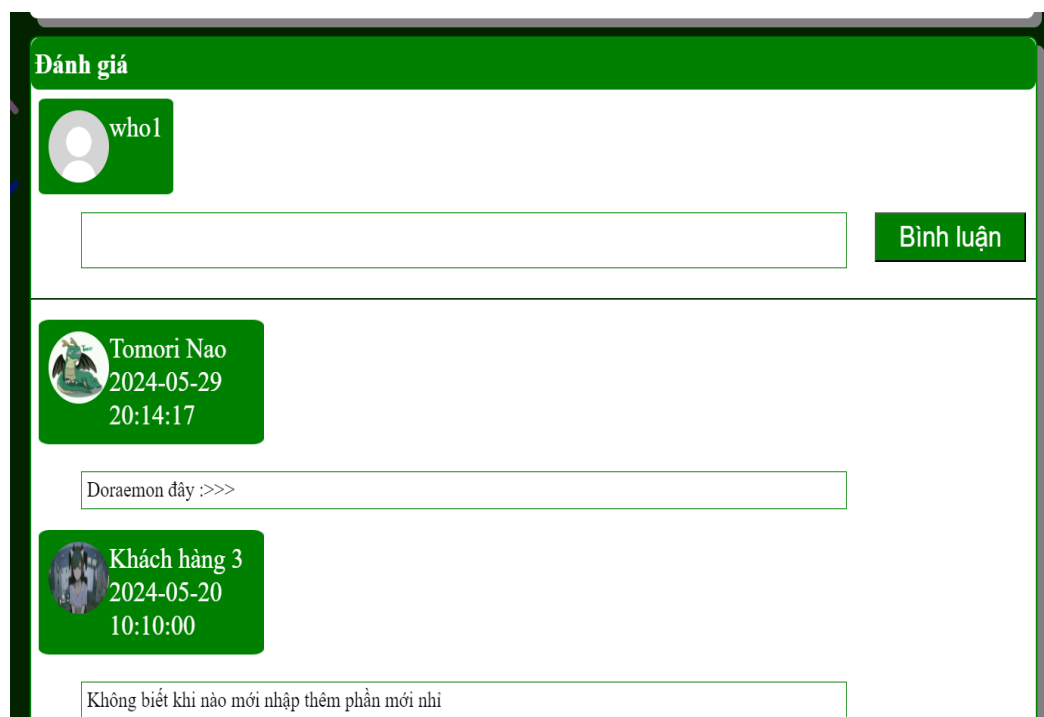 Đánh giá
who1
Bình luận
Tomori Nao
2024-05-29
20:14:17
Doraemon đây :>>>
Khách hàng 3
2024-05-20
10:10:00
Không biết khi nào mới nhập thêm phần mới nhỉ